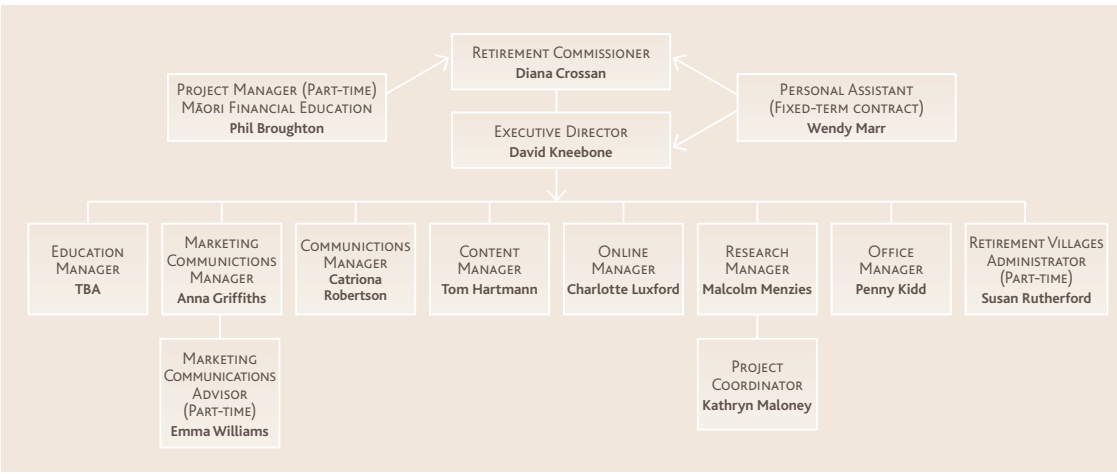 Retirement Commissioner
Diana Crossan
Project Manager (Part-time)
Māori Financial Education
Phil Broughton
Personal Assistant
(Fixed-term contract)
Wendy Marr
Executive Director
David Kneebone
Education
Manager
TBA
Marketing
Communictions
Manager
Anna Griffiths
Communictions
Manager
Catriona
Robertson
Content
Manager
Tom Hartmann
Online
Manager
Charlotte Luxford
Research
Manager
Malcolm Menzies
Office
Manager
Penny Kidd
Retirement Villages
Administrator
(Part-time)
Susan Rutherford
Marketing
Communications
Advisor
(Part-time)
Emma Williams
Project
Coordinator
Kathryn Maloney